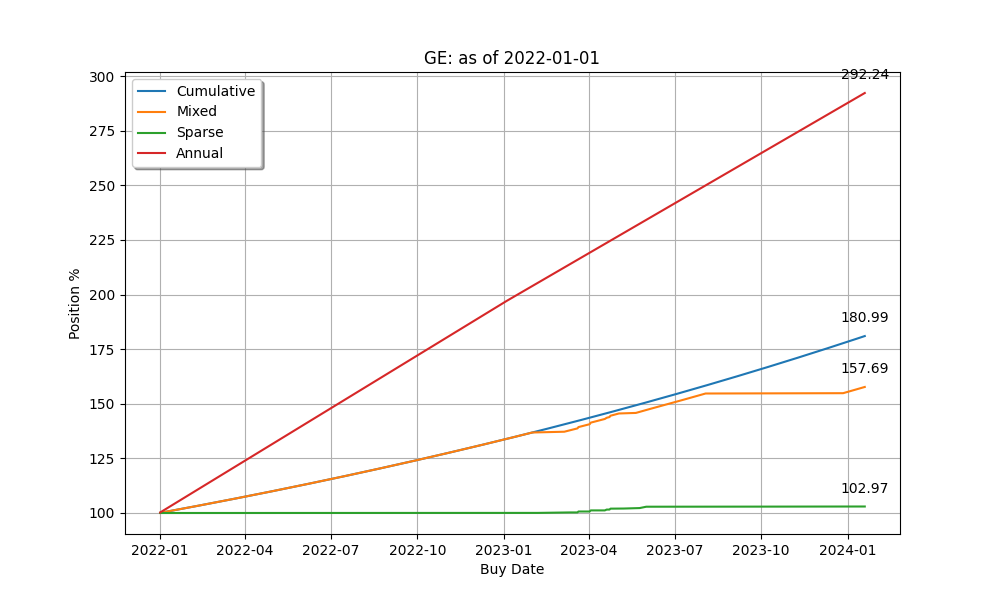 GE: as of 2022-01-01
292.24
300
275
250
225
200
175
150
125
100
Position %
Cumulative
Mixed
Sparse
Annual
180.99
157.69
102.97
2022-01 2022-04 2022-07 2022-10 2023-01 2023-04 2023-07 2023-10 2024-01
Buy Date